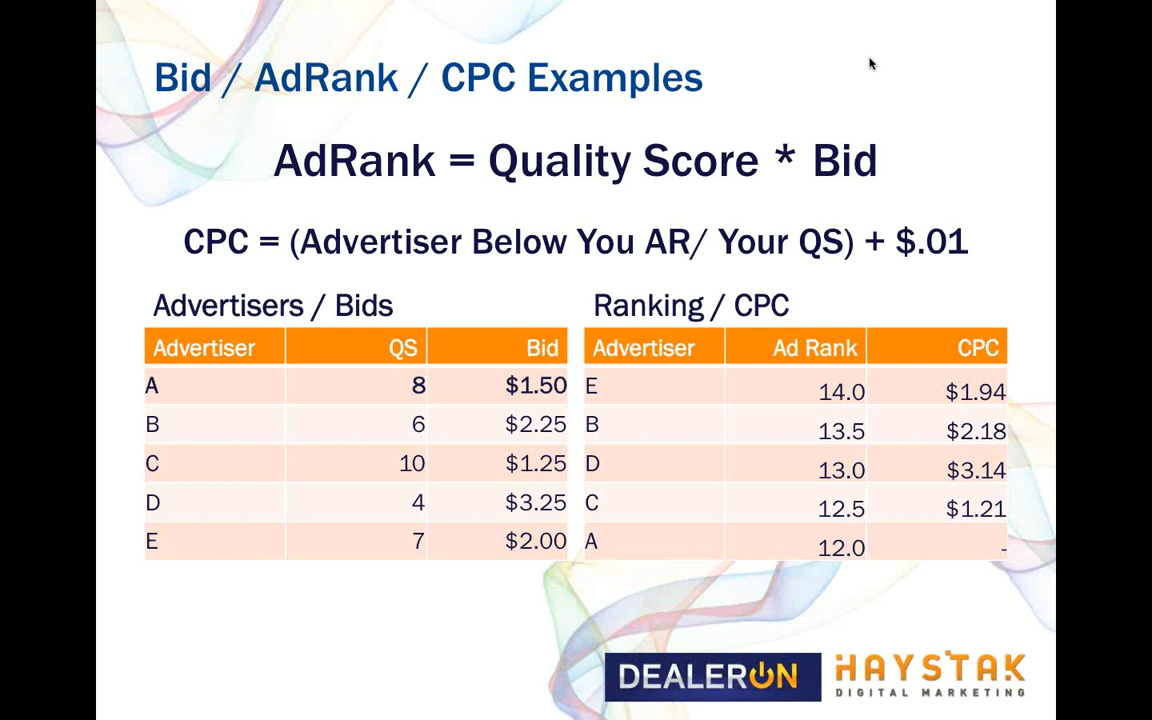 Bid / AdRank / CPC Examples
AdRank = Quality Score * Bid
CPC = (Advertiser Below You AR/ Your QS) + $.01
Advertisers / Bids
Advertiser QS Bid
A 8 $1.50
B 6 $2.25
C 10 $1.25
D 4 $3.25
E 7 $2.00
Ranking / CPC
Advertiser Ad Rank CPC
E 14.0 $1.94
B 13.5 $2.18
D 13.0 $3.14
C 12.5 $1.21
A 12.0 -
DEALERON
HAYSTAK
DIGITAL MARKETING